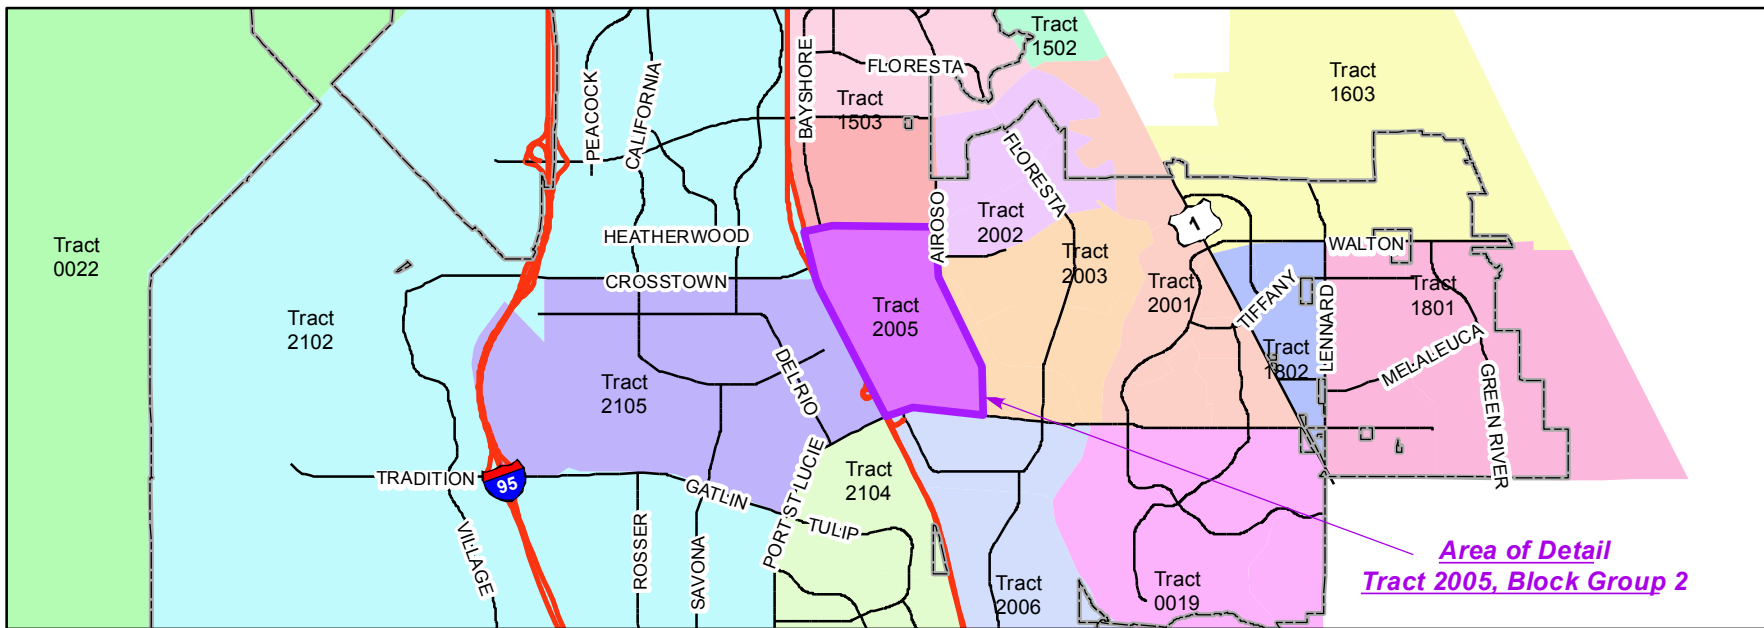 Tract
1502
FLORESTA
BAYSHORE
Tract
1503
PEACOCK
CALIFORNIA
Tract
1603
FLORESTA
AIROSO
Tract
2002
1
HEATHERWOOD
WALTON
Tract
0022
Tract
2003
CROSSTOWN
Tract
2001
TIFFANY
LENNARD
Tract
1801
Tract
2005
Tract
2102
Tract
1802
MELALEUCA
GREEN RIVER
Tract
2105
DEL RIO
TRADITION
95
GATLIN
PORT ST LUCIE
Tract
2104
TULIP
VILLAGE
ROSSER
SAVONA
Tract
2006
Tract
0019
Area of Detail
Tract 2005, Block Group 2